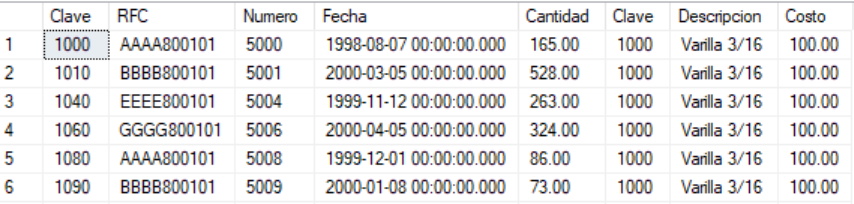 Clave RFC Numero Fecha Cantidad Clave Descripcion Costo
1 1000 AAAA800101 5000 1998-08-07 00:00:00.000 165.00 1000 Varilla 3/16 100.00
2 1010 BBBB800101 5001 2000-03-05 00:00:00.000 528.00 1000 Varilla 3/16 100.00
3 1040 EEEE800101 5004 1999-11-12 00:00:00.000 263.00 1000 Varilla 3/16 100.00
4 1060 GGGG800101 5006 2000-04-05 00:00:00.000 324.00 1000 Varilla 3/16 100.00
5 1080 AAAA800101 5008 1999-12-01 00:00:00.000 86.00 1000 Varilla 3/16 100.00
6 1090 BBBB800101 5009 2000-01-08 00:00:00.000 73.00 1000 Varilla 3/16 100.00